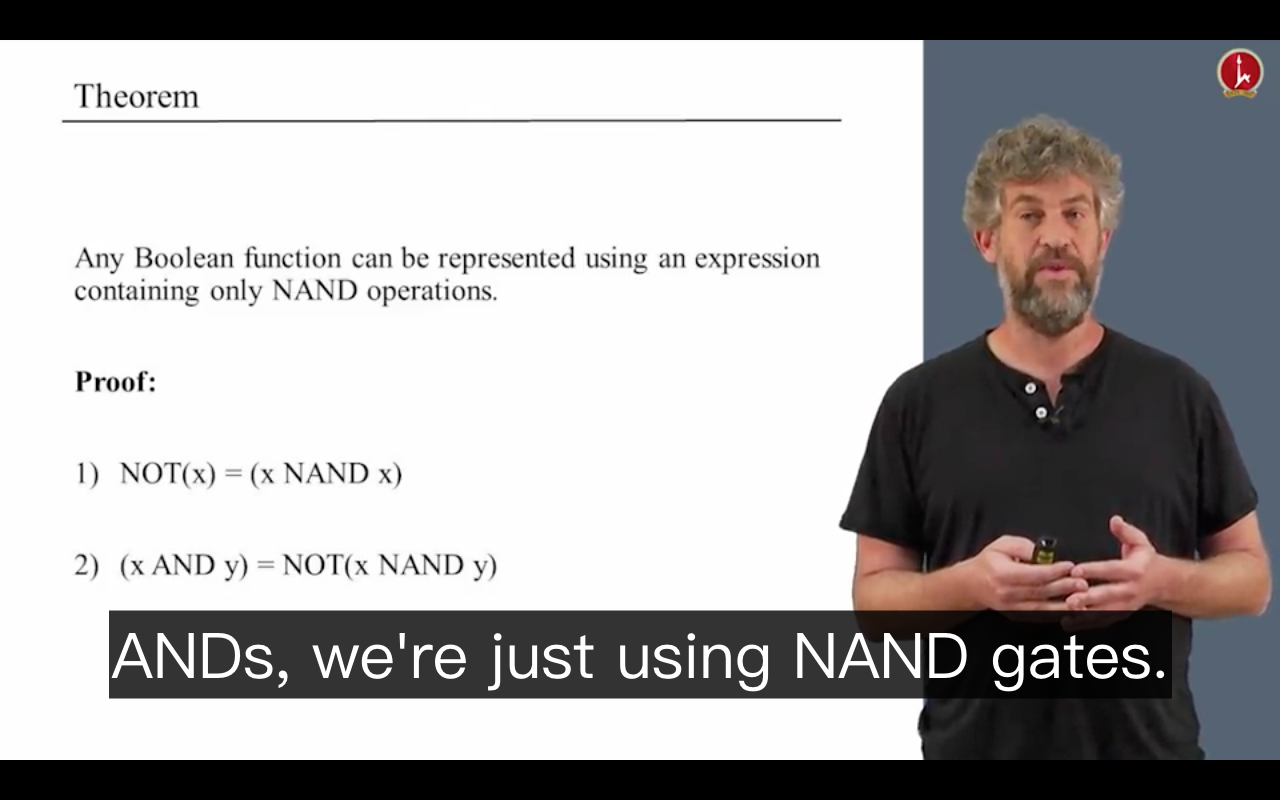 Theorem
Any Boolean function can be represented using an expression
containing only NAND operations.
Proof:
1) NOT(x) = (x NAND x)
2) (x AND y) = NOT(x NAND y)
ANDs, we're just using NAND gates.